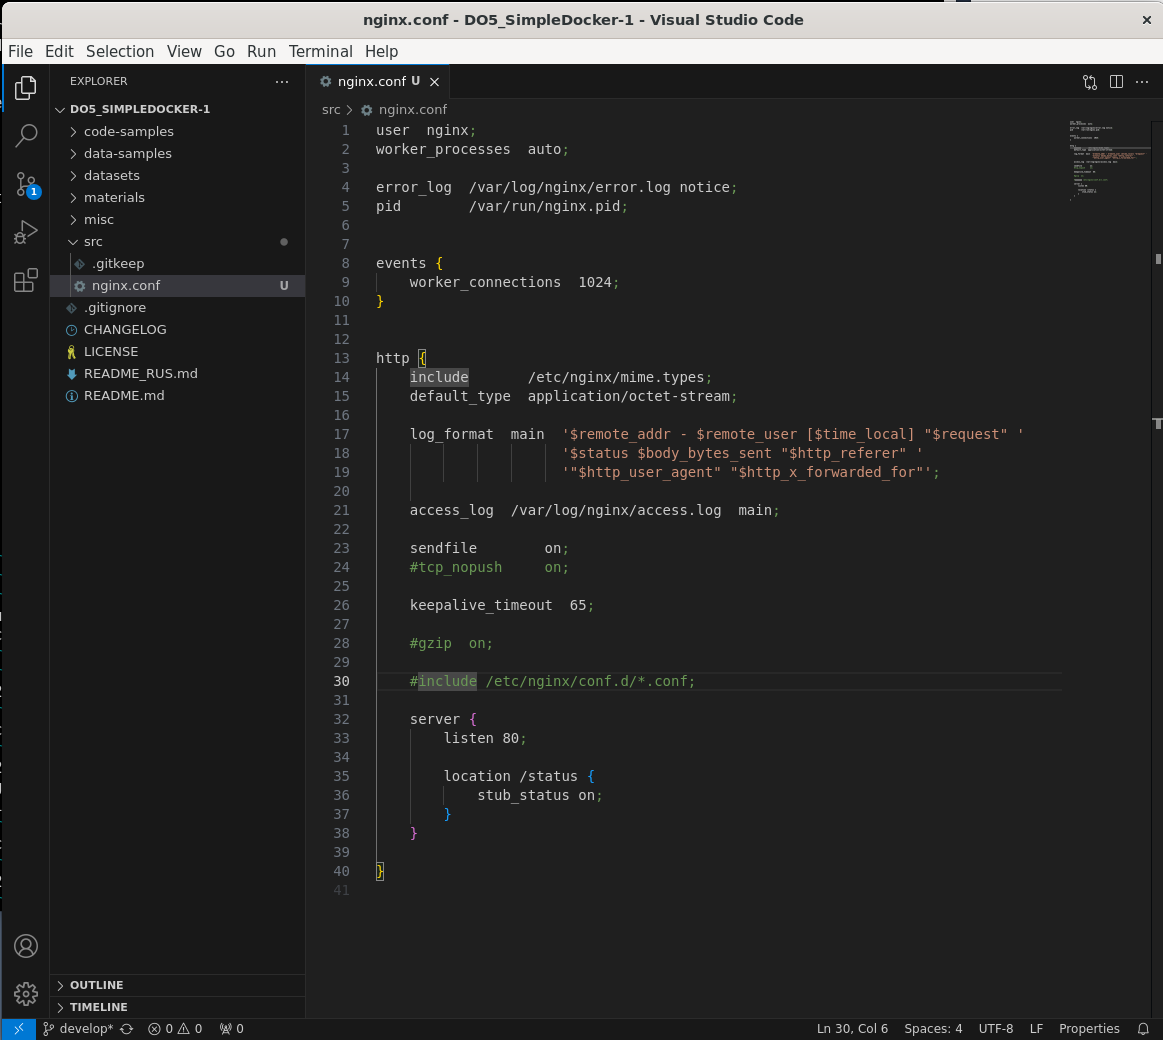 nginx.conf - DO5_SimpleDocker-1 - Visual Studio Code
File Edit Selection View Go Run Terminal Help
EXPLORER
DO5_SIMPLEDOCKER-1
code-samples
data-samples
datasets
materials
misc
src
.gitkeep
nginx.conf U
.gitignore
CHANGELOG
LICENSE
README_RUS.md
README.md
OUTLINE
TIMELINE
1
nginx.conf U
src > nginx.conf
1 user  nginx;
2 worker_processes  auto;
3
4 error_log  /var/log/nginx/error.log notice;
5 pid        /var/run/nginx.pid;
6
7
8 events {
9     worker_connections  1024;
10 }
11
12
13 http {
14     include       /etc/nginx/mime.types;
15     default_type  application/octet-stream;
16
17     log_format  main  '$remote_addr - $remote_user [$time_local] "$request" '
18                       '$status $body_bytes_sent "$http_referer" '
19                       '"$http_user_agent" "$http_x_forwarded_for"';
20
21     access_log  /var/log/nginx/access.log  main;
22
23     sendfile        on;
24     #tcp_nopush     on;
25
26     keepalive_timeout  65;
27
28     #gzip  on;
29
30     #include /etc/nginx/conf.d/*.conf;
31
32     server {
33         listen 80;
34
35         location /status {
36             stub_status on;
37         }
38     }
39
40 }
41
develop* 0 0 0 Ln 30, Col 6 Spaces: 4 UTF-8 LF Properties